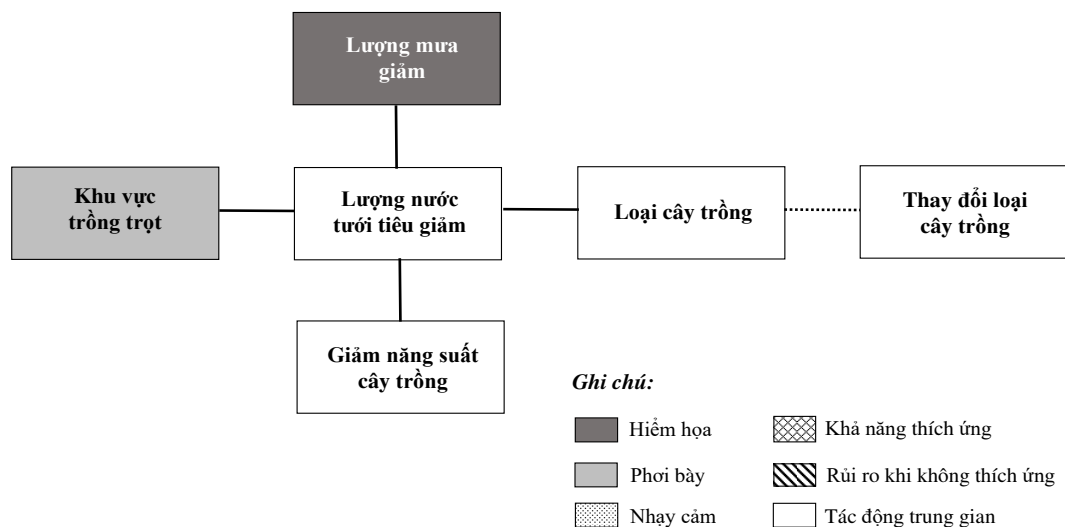 Lượng mưa
giảm
Khu vực
trồng trọt
Lượng nước
tưới tiêu giảm
Loại cây trồng
Thay đổi loại
cây trồng
Giảm năng suất
cây trồng
Ghi chú:
Hiểm họa
Khả năng thích ứng
Phơi bày
Rủi ro khi không thích ứng
Nhạy cảm
Tác động trung gian